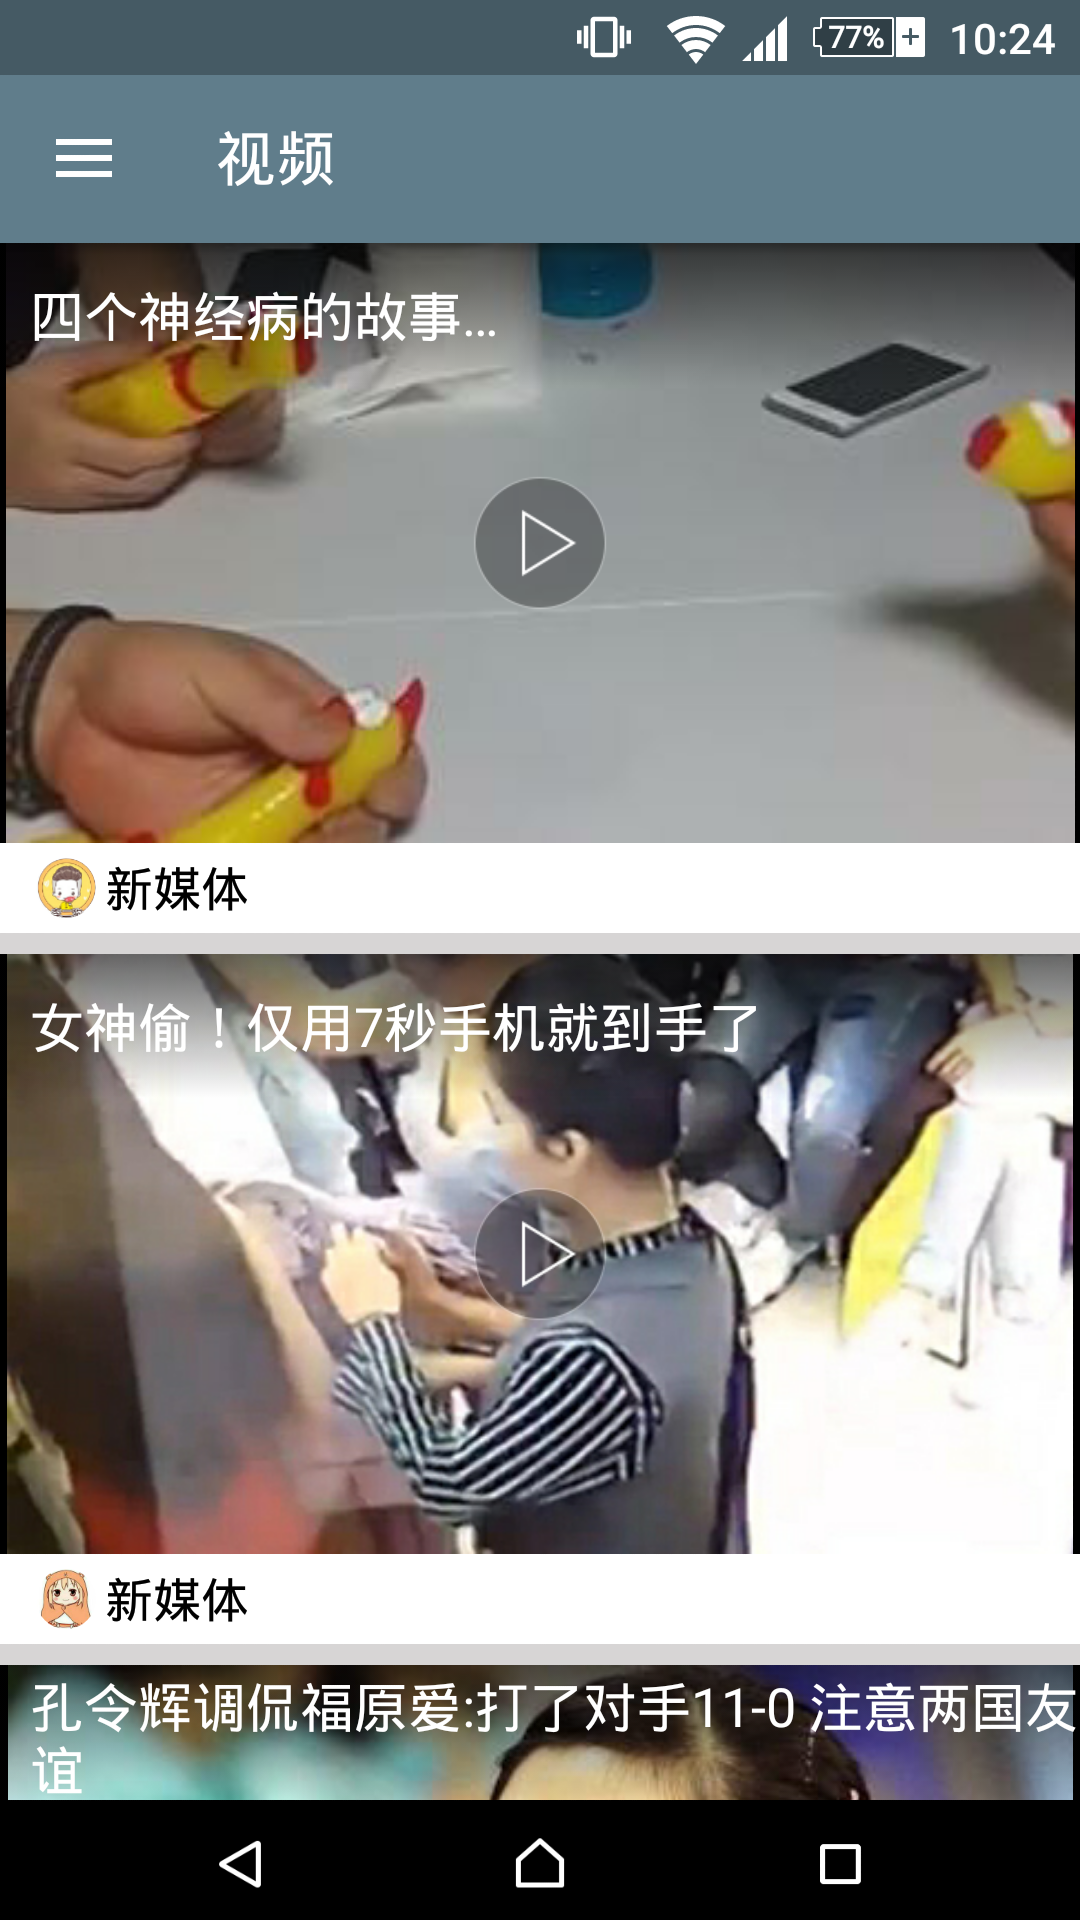 77%
10:24
视频
四个神经病的故事...
新媒体
女神偷！仅用7秒手机就到手了
新媒体
孔令辉调侃福原爱:打了对手11-0 注意两国友
谊